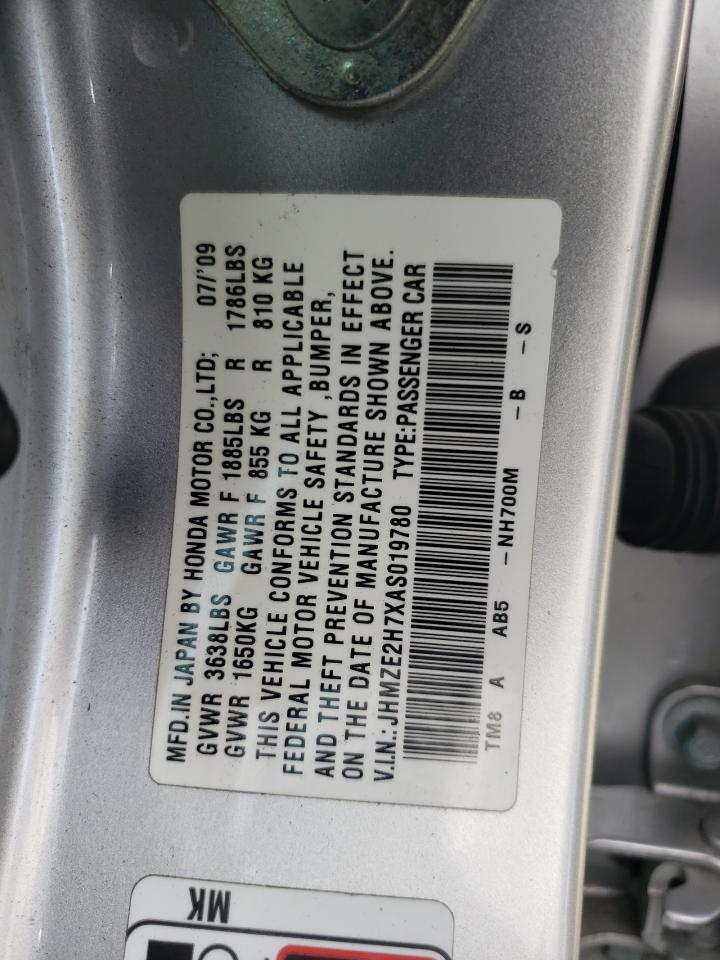 MFD.IN JAPAN BY HONDA MOTOR CO.,LTD; 07/'09
GVWR 3638LBS GAWR F 1885LBS R 1786LBS
GVWR 1650KG GAWR F 855 KG R 810 KG
THIS VEHICLE CONFORMS TO ALL APPLICABLE
FEDERAL MOTOR VEHICLE SAFETY ,BUMPER,
AND THEFT PREVENTION STANDARDS IN EFFECT
ON THE DATE OF MANUFACTURE SHOWN ABOVE.
V.I.N.: JHMZE2H7XAS019780 TYPE:PASSENGER CAR
TM8 A AB5 – NH700M – B – S
MK